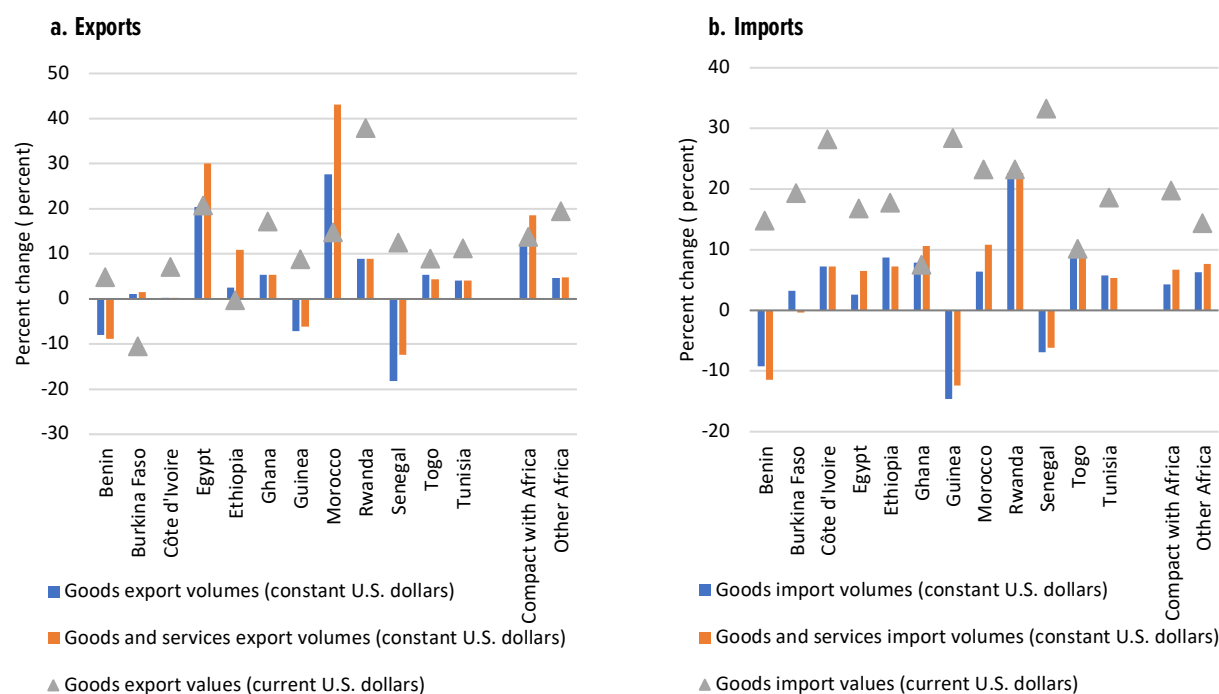 a. Exports
Percent change ( percent)
50
40
30
20
10
0
-10
-20
-30
Benin
Burkina Faso
Côte d'Ivoire
Egypt
Ethiopia
Ghana
Guinea
Morocco
Rwanda
Senegal
Togo
Tunisia
Compact with Africa
Other Africa
Goods export volumes (constant U.S. dollars)
Goods and services export volumes (constant U.S. dollars)
Goods export values (current U.S. dollars)
b. Imports
Percent change ( percent)
40
30
20
10
0
-10
-20
Benin
Burkina Faso
Côte d'Ivoire
Egypt
Ethiopia
Ghana
Guinea
Morocco
Rwanda
Senegal
Togo
Tunisia
Compact with Africa
Other Africa
Goods import volumes (constant U.S. dollars)
Goods and services import volumes (constant U.S. dollars)
Goods import values (current U.S. dollars)